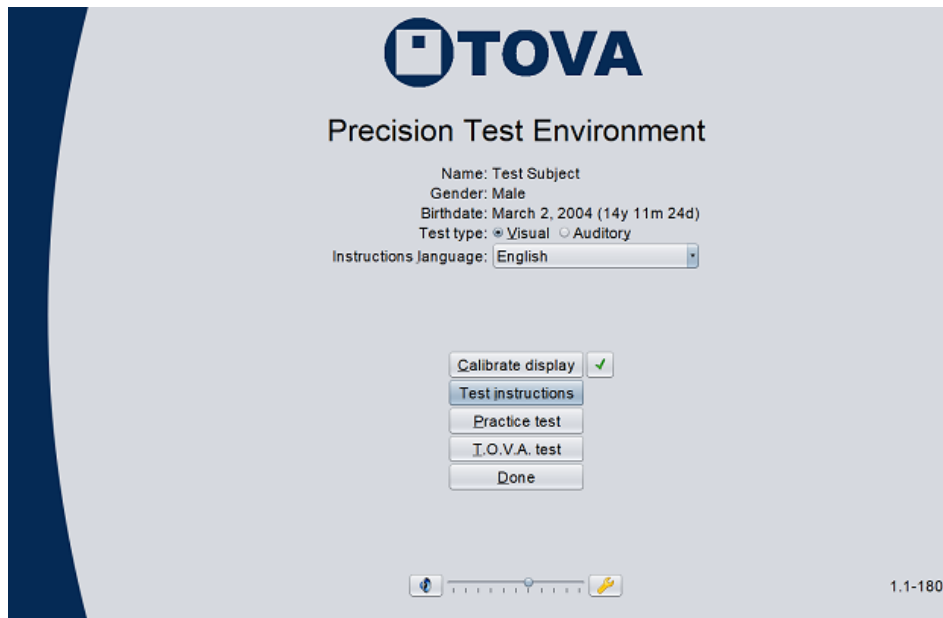 TOVA
Precision Test Environment
Name: Test Subject
Gender: Male
Birthdate: March 2, 2004 (14y 11m 24d)
Test type: Visual Auditory
Instructions language: English
Calibrate display
Test instructions
Practice test
T.O.V.A. test
Done
1.1-180